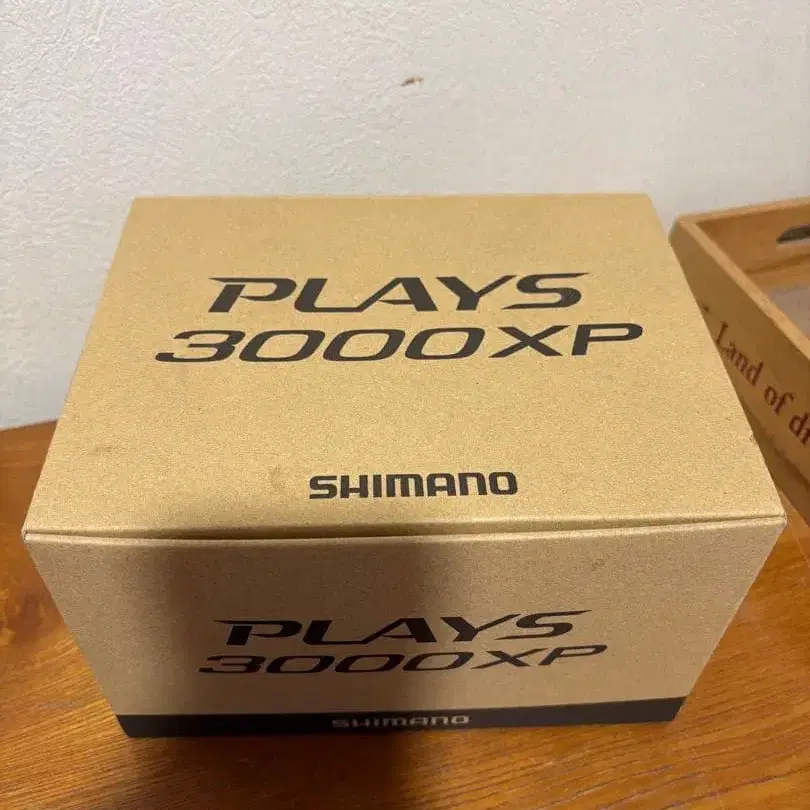 PLAYS
3000XP
SHIMANO
PLAYS
3000XP
SHIMANO
Land of